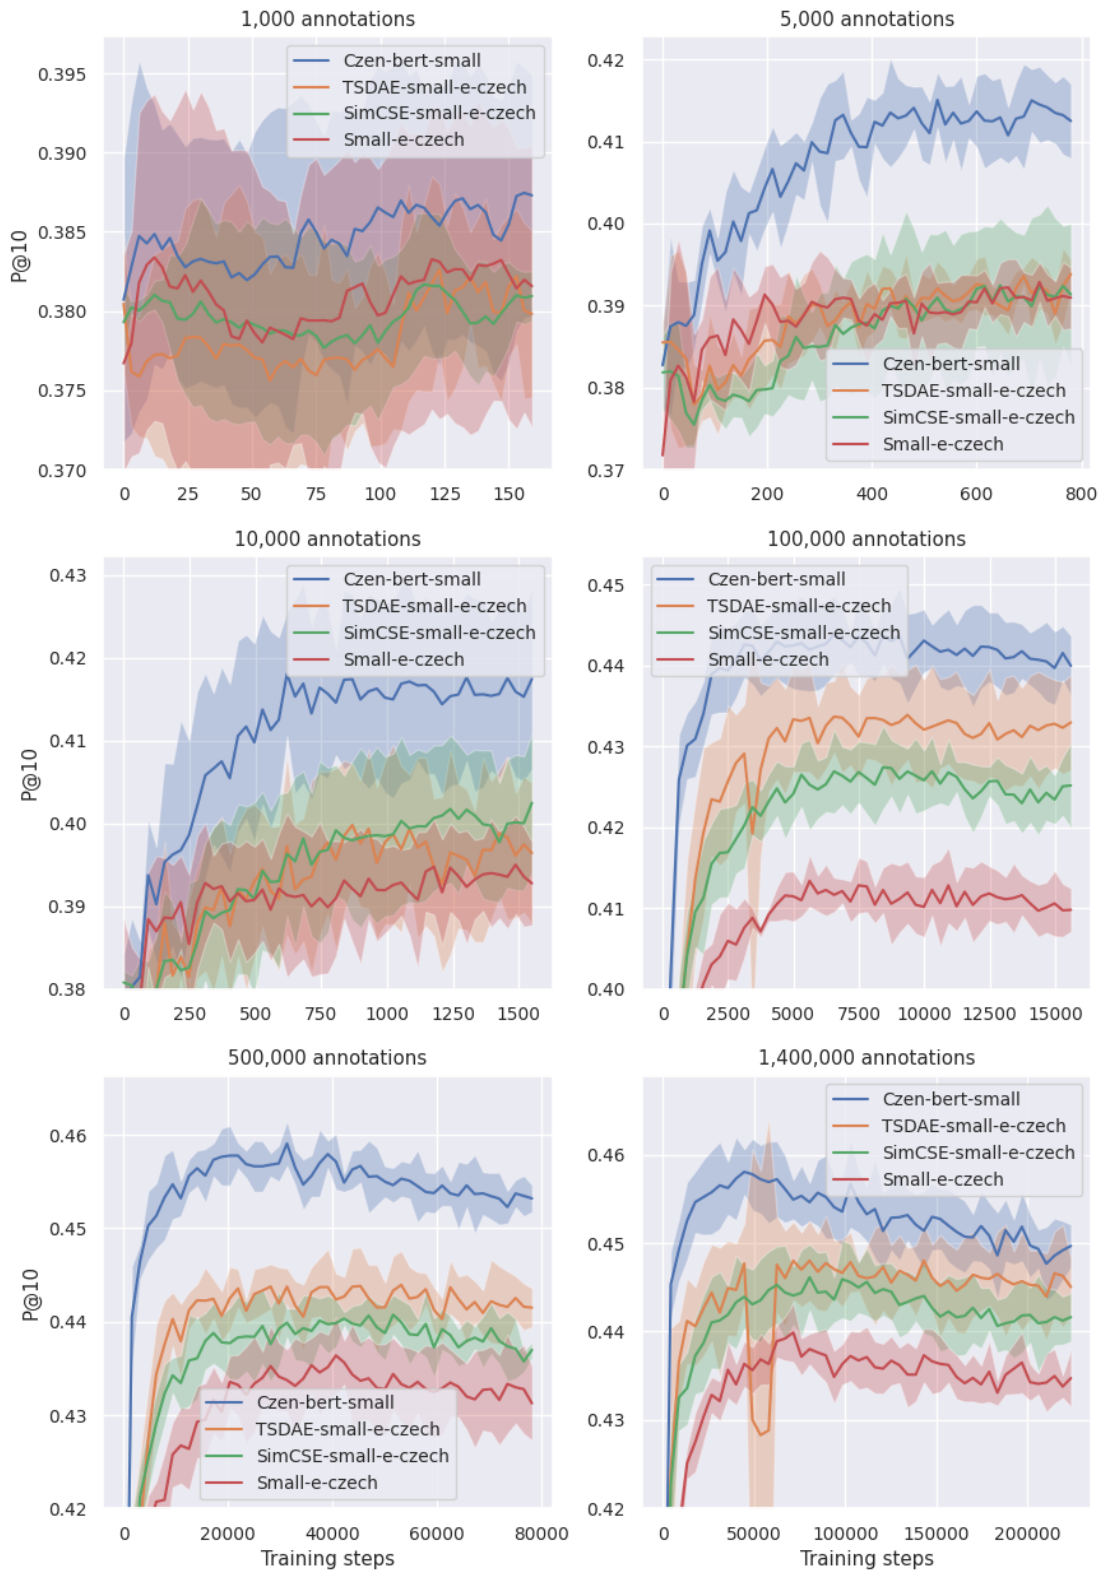 1,000 annotations
0.395
0.390
0.385
0.380
0.375
0.370
P@10
Czen-bert-small
TSDAE-small-e-czech
SimCSE-small-e-czech
Small-e-czech
0 25 50 75 100 125 150
5,000 annotations
0.42
0.41
0.40
0.39
0.38
0.37
Czen-bert-small
TSDAE-small-e-czech
SimCSE-small-e-czech
Small-e-czech
0 200 400 600 800
10,000 annotations
0.43
0.42
0.41
0.40
0.39
0.38
P@10
Czen-bert-small
TSDAE-small-e-czech
SimCSE-small-e-czech
Small-e-czech
0 250 500 750 1000 1250 1500
100,000 annotations
0.45
0.44
0.43
0.42
0.41
0.40
Czen-bert-small
TSDAE-small-e-czech
SimCSE-small-e-czech
Small-e-czech
0 2500 5000 7500 10000 12500 15000
500,000 annotations
0.46
0.45
0.44
0.43
0.42
P@10
Czen-bert-small
TSDAE-small-e-czech
SimCSE-small-e-czech
Small-e-czech
0 20000 40000 60000 80000
Training steps
1,400,000 annotations
0.46
0.45
0.44
0.43
0.42
Czen-bert-small
TSDAE-small-e-czech
SimCSE-small-e-czech
Small-e-czech
0 50000 100000 150000 200000
Training steps